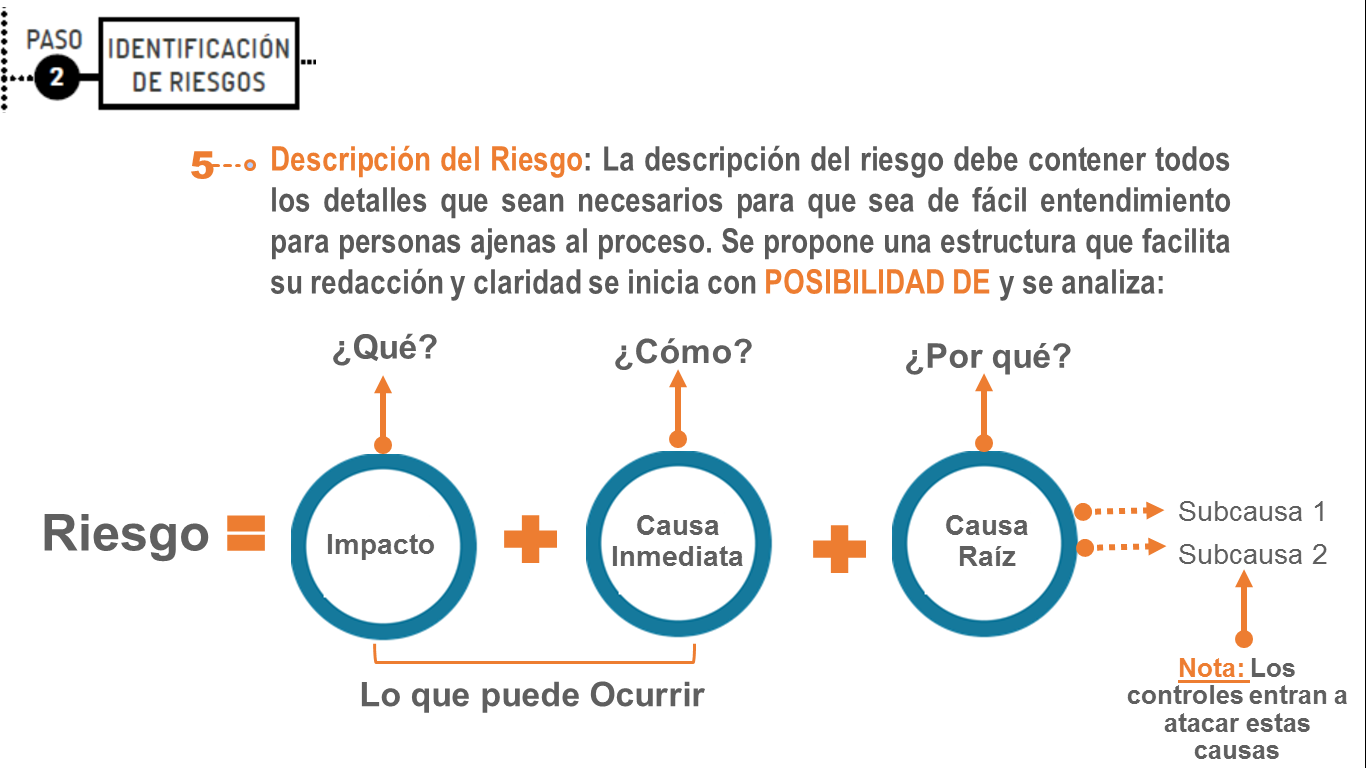 PASO
2
IDENTIFICACIÓN
DE RIESGOS
5
Descripción del Riesgo: La descripción del riesgo debe contener todos
los detalles que sean necesarios para que sea de fácil entendimiento
para personas ajenas al proceso. Se propone una estructura que facilita
su redacción y claridad se inicia con POSIBILIDAD DE y se analiza:
¿Qué?
¿Cómo?
¿Por qué?
Riesgo =
Impacto
+
Causa
Inmediata
+
Causa
Raíz
Subcausa 1
Subcausa 2
Lo que puede Ocurrir
Nota: Los
controles entran a
atacar estas
causas